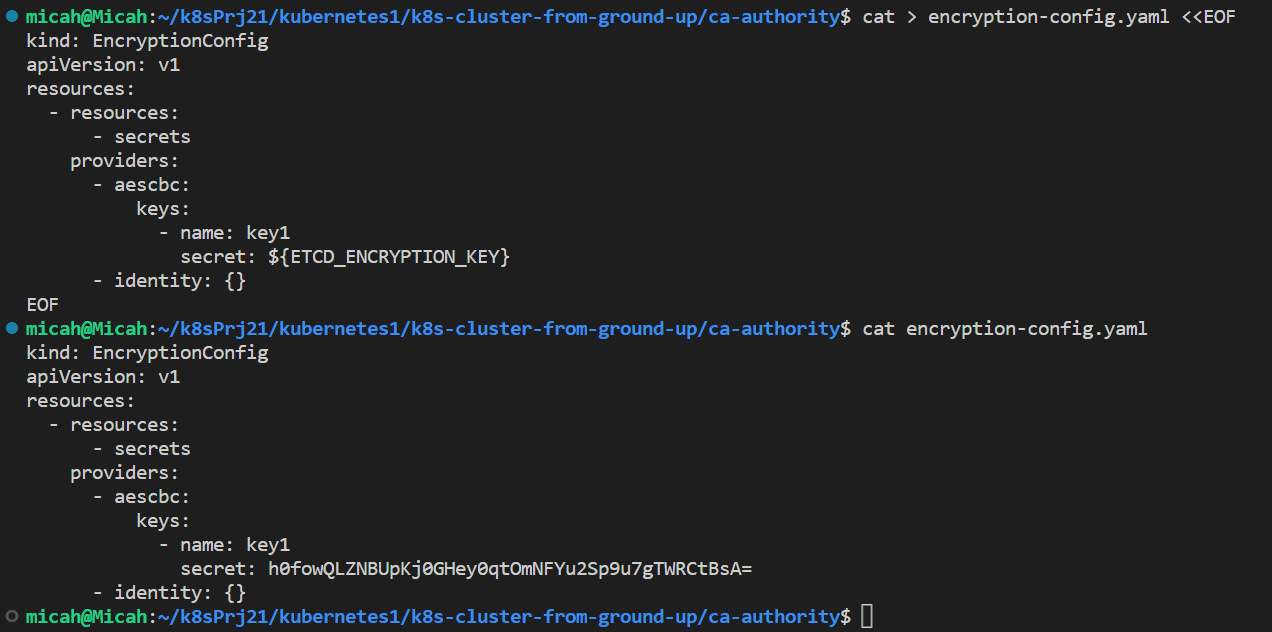 micah@Micah:~/k8sPrj21/kubernetes1/k8s-cluster-from-ground-up/ca-authority$ cat > encryption-config.yaml <<EOF
kind: EncryptionConfig
apiVersion: v1
resources:
  - resources:
      - secrets
    providers:
      - aescbc:
          keys:
            - name: key1
              secret: ${ETCD_ENCRYPTION_KEY}
      - identity: {}
EOF
micah@Micah:~/k8sPrj21/kubernetes1/k8s-cluster-from-ground-up/ca-authority$ cat encryption-config.yaml
kind: EncryptionConfig
apiVersion: v1
resources:
  - resources:
      - secrets
    providers:
      - aescbc:
          keys:
            - name: key1
              secret: h0fowQLZNBUpKj0GHey0qtOmNFYu2Sp9u7gTWRCtBsA=
      - identity: {}
micah@Micah:~/k8sPrj21/kubernetes1/k8s-cluster-from-ground-up/ca-authority$